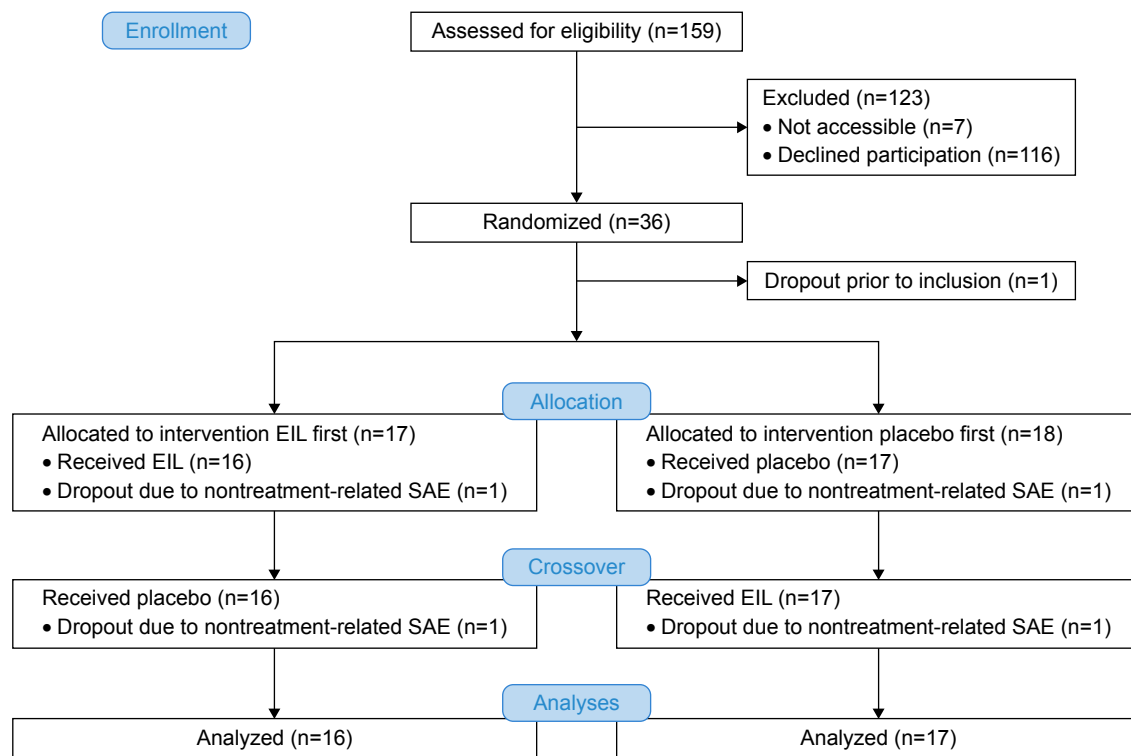 Enrollment
Assessed for eligibility (n=159)
Excluded (n=123)
• Not accessible (n=7)
• Declined participation (n=116)
Randomized (n=36)
Dropout prior to inclusion (n=1)
Allocation
Allocated to intervention EIL first (n=17)
• Received EIL (n=16)
• Dropout due to nontreatment-related SAE (n=1)
Allocated to intervention placebo first (n=18)
• Received placebo (n=17)
• Dropout due to nontreatment-related SAE (n=1)
Crossover
Received placebo (n=16)
• Dropout due to nontreatment-related SAE (n=1)
Received EIL (n=17)
• Dropout due to nontreatment-related SAE (n=1)
Analyses
Analyzed (n=16)
Analyzed (n=17)